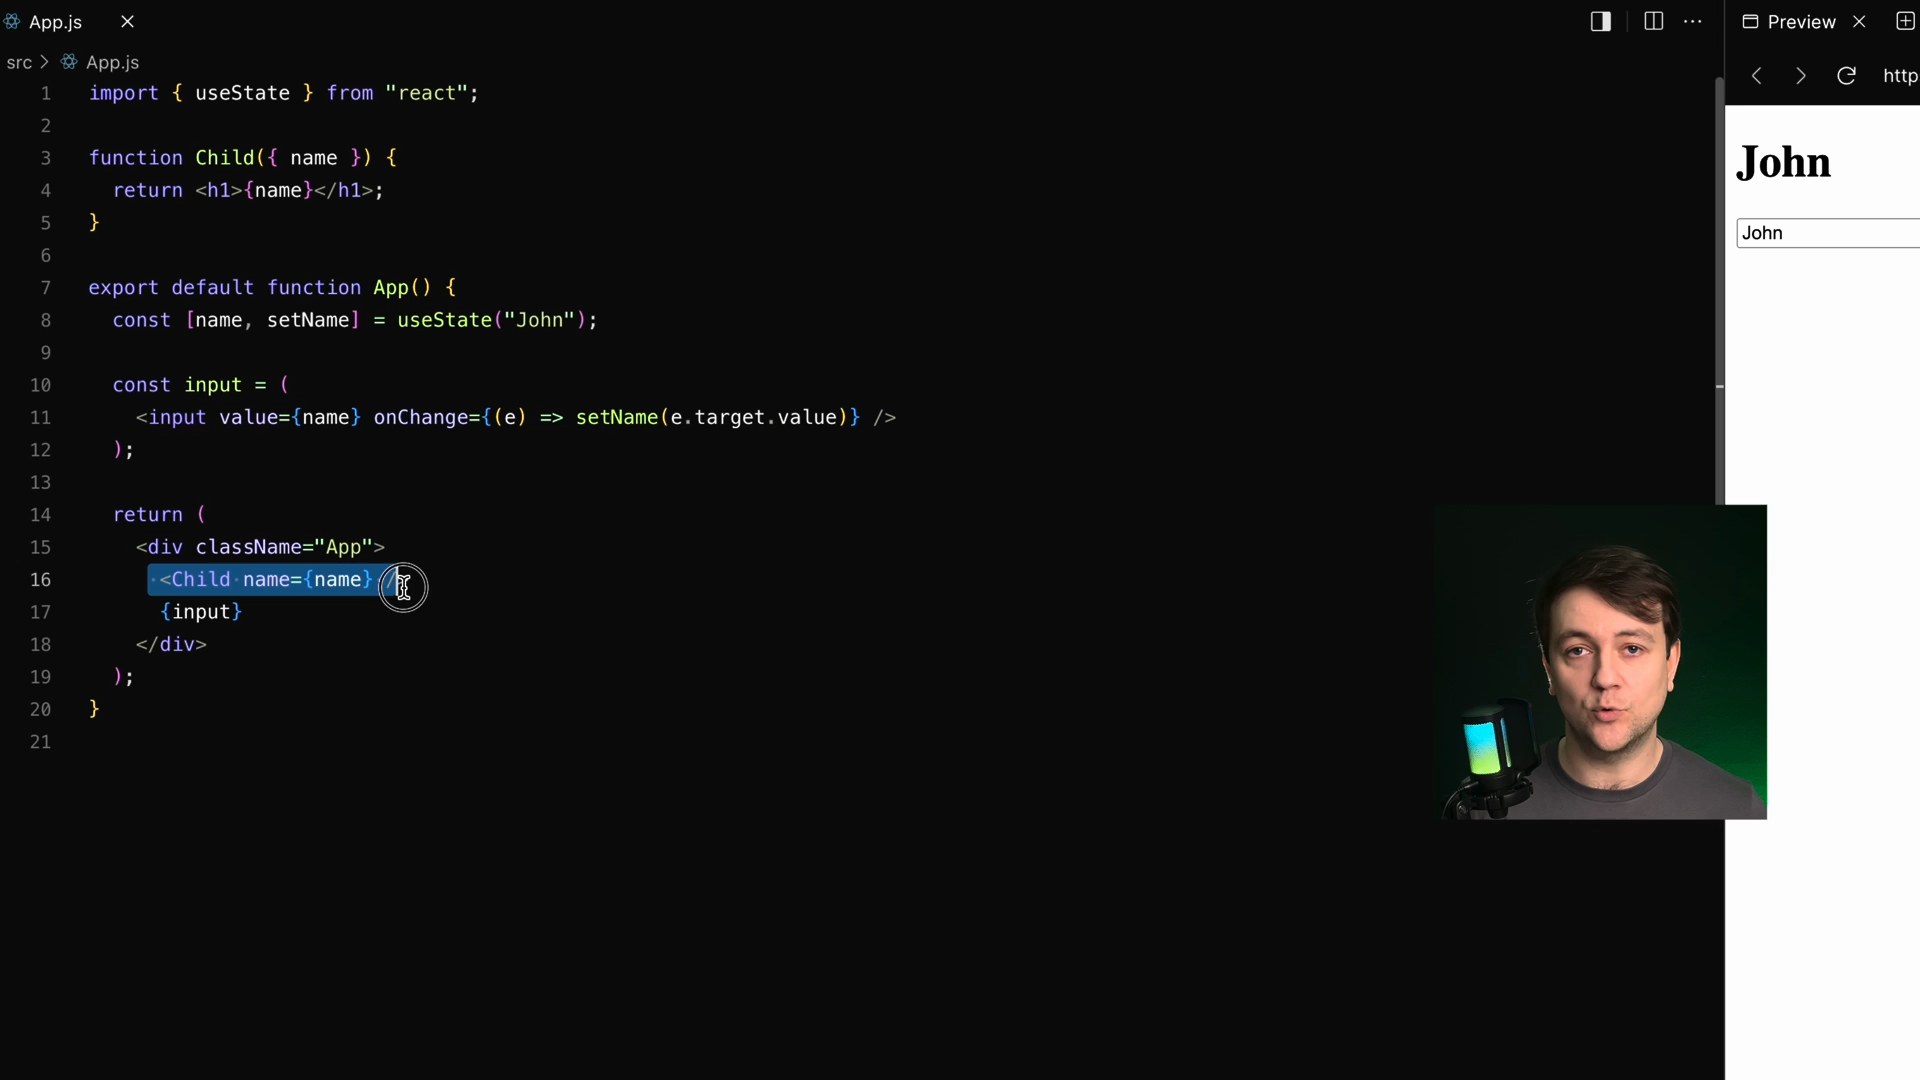 App.js
Preview
src > App.js
http
1 import { useState } from "react";
2
3 function Child({ name }) {
4 return <h1>{name}</h1>;
5 }
6
7 export default function App() {
8 const [name, setName] = useState("John");
9
10 const input = (
11 <input value={name} onChange={(e) => setName(e.target.value)} />
12 );
13
14 return (
15 <div className="App">
16 <Child name={name} /
17 {input}
18 </div>
19 );
20 }
21
John
John